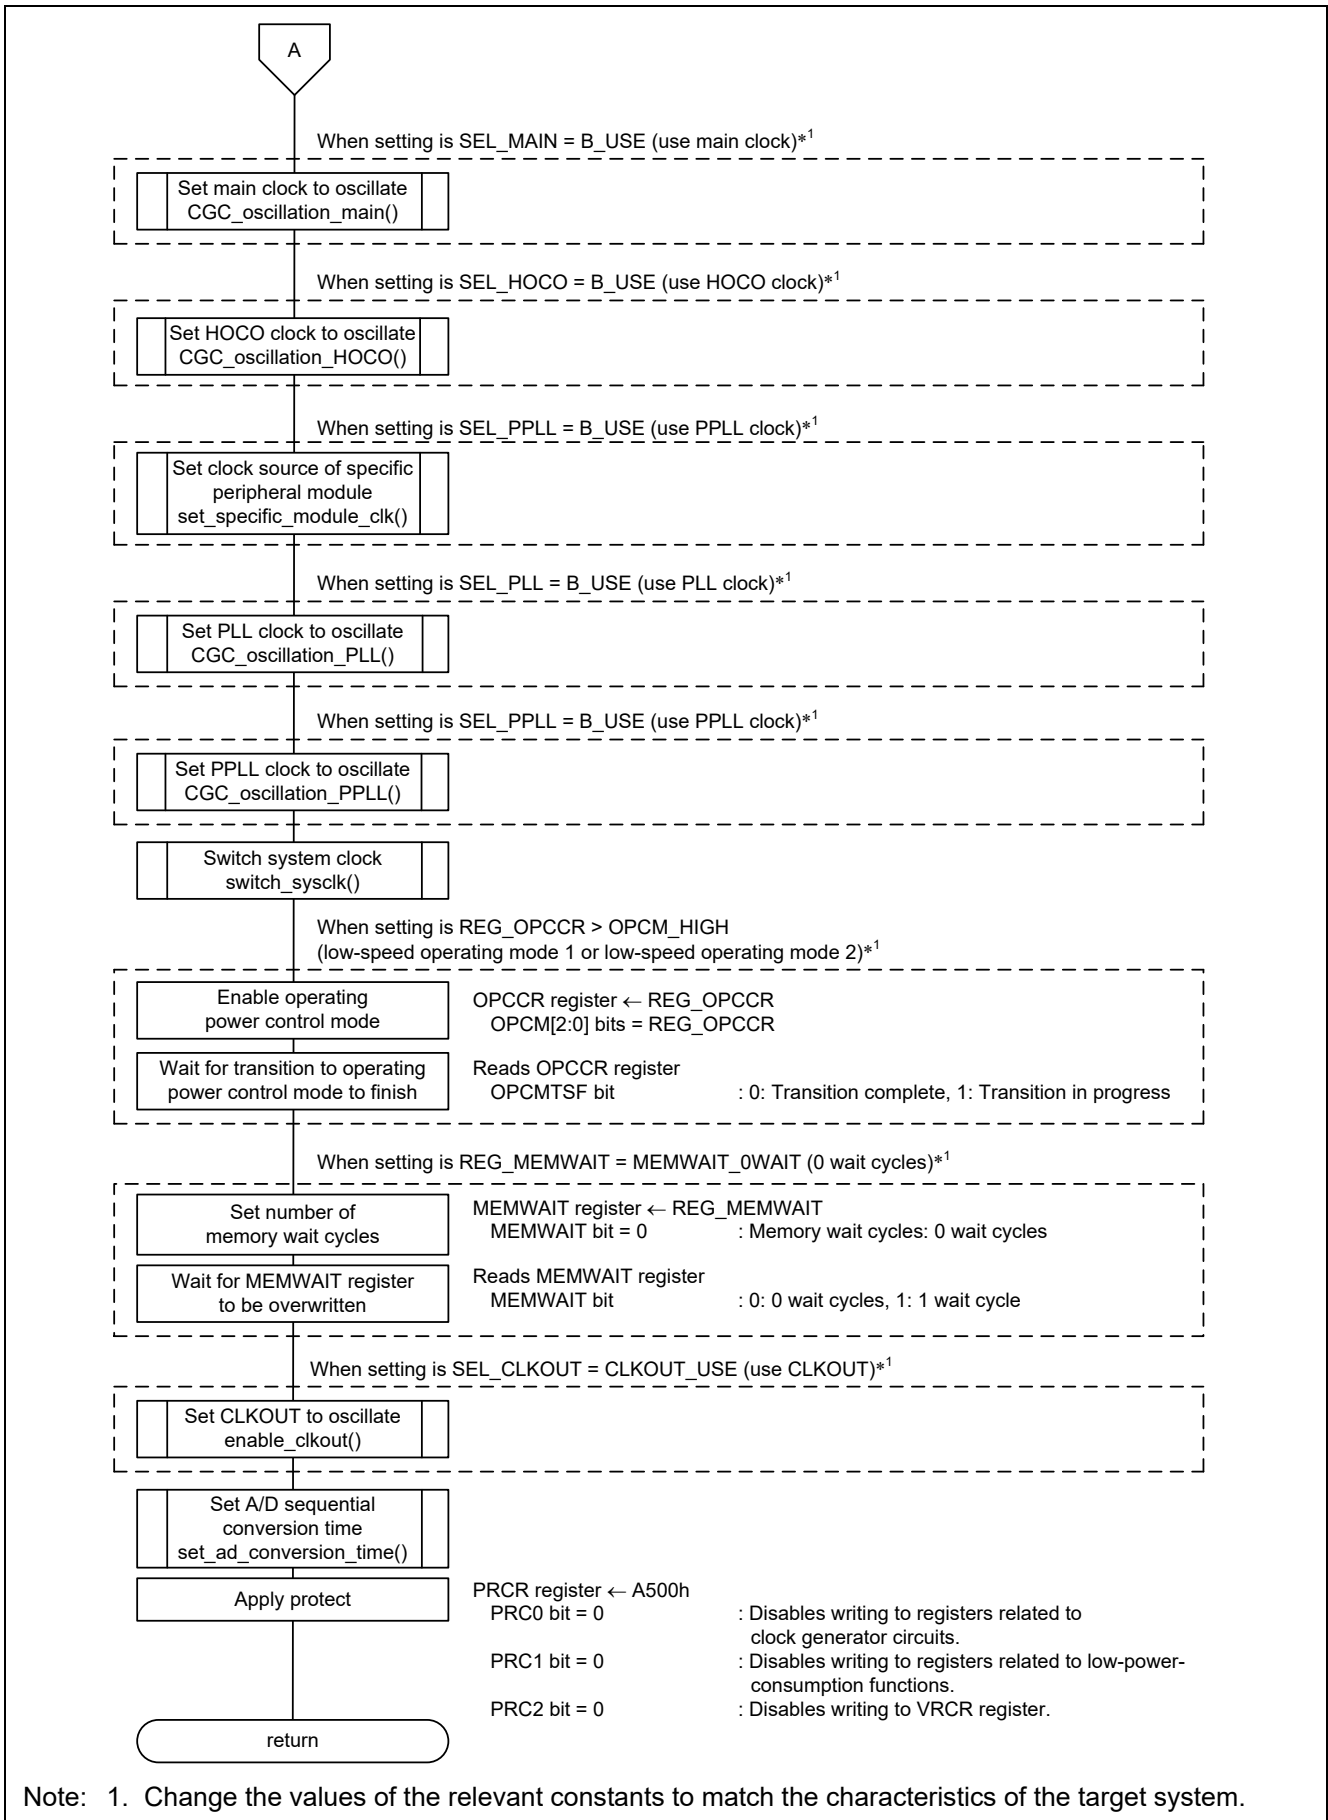 A
When setting is SEL_MAIN = B_USE (use main clock)*1
Set main clock to oscillate
CGC_oscillation_main()
When setting is SEL_HOCO = B_USE (use HOCO clock)*1
Set HOCO clock to oscillate
CGC_oscillation_HOCO()
When setting is SEL_PPLL = B_USE (use PPLL clock)*1
Set clock source of specific
peripheral module
set_specific_module_clk()
When setting is SEL_PLL = B_USE (use PLL clock)*1
Set PLL clock to oscillate
CGC_oscillation_PLL()
When setting is SEL_PPLL = B_USE (use PPLL clock)*1
Set PPLL clock to oscillate
CGC_oscillation_PPLL()
Switch system clock
switch_sysclk()
When setting is REG_OPCCR > OPCM_HIGH
(low-speed operating mode 1 or low-speed operating mode 2)*1
Enable operating
power control mode
OPCCR register ← REG_OPCCR
OPCM[2:0] bits = REG_OPCCR
Wait for transition to operating
power control mode to finish
Reads OPCCR register
OPCMTSF bit : 0: Transition complete, 1: Transition in progress
When setting is REG_MEMWAIT = MEMWAIT_0WAIT (0 wait cycles)*1
Set number of
memory wait cycles
MEMWAIT register ← REG_MEMWAIT
MEMWAIT bit = 0 : Memory wait cycles: 0 wait cycles
Wait for MEMWAIT register
to be overwritten
Reads MEMWAIT register
MEMWAIT bit : 0: 0 wait cycles, 1: 1 wait cycle
When setting is SEL_CLKOUT = CLKOUT_USE (use CLKOUT)*1
Set CLKOUT to oscillate
enable_clkout()
Set A/D sequential
conversion time
set_ad_conversion_time()
Apply protect
PRCR register ← A500h
PRC0 bit = 0 : Disables writing to registers related to
clock generator circuits.
PRC1 bit = 0 : Disables writing to registers related to low-power-
consumption functions.
PRC2 bit = 0 : Disables writing to VRCR register.
return
Note: 1. Change the values of the relevant constants to match the characteristics of the target system.